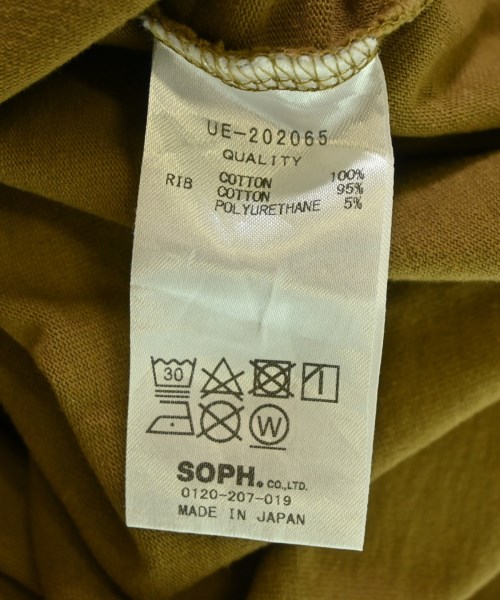 UE-202065
QUALITY
COTTON 100%
RIB COTTON 95%
POLYURETHANE 5%
30
W
SOPH. CO.,LTD.
0120-207-019
MADE IN JAPAN